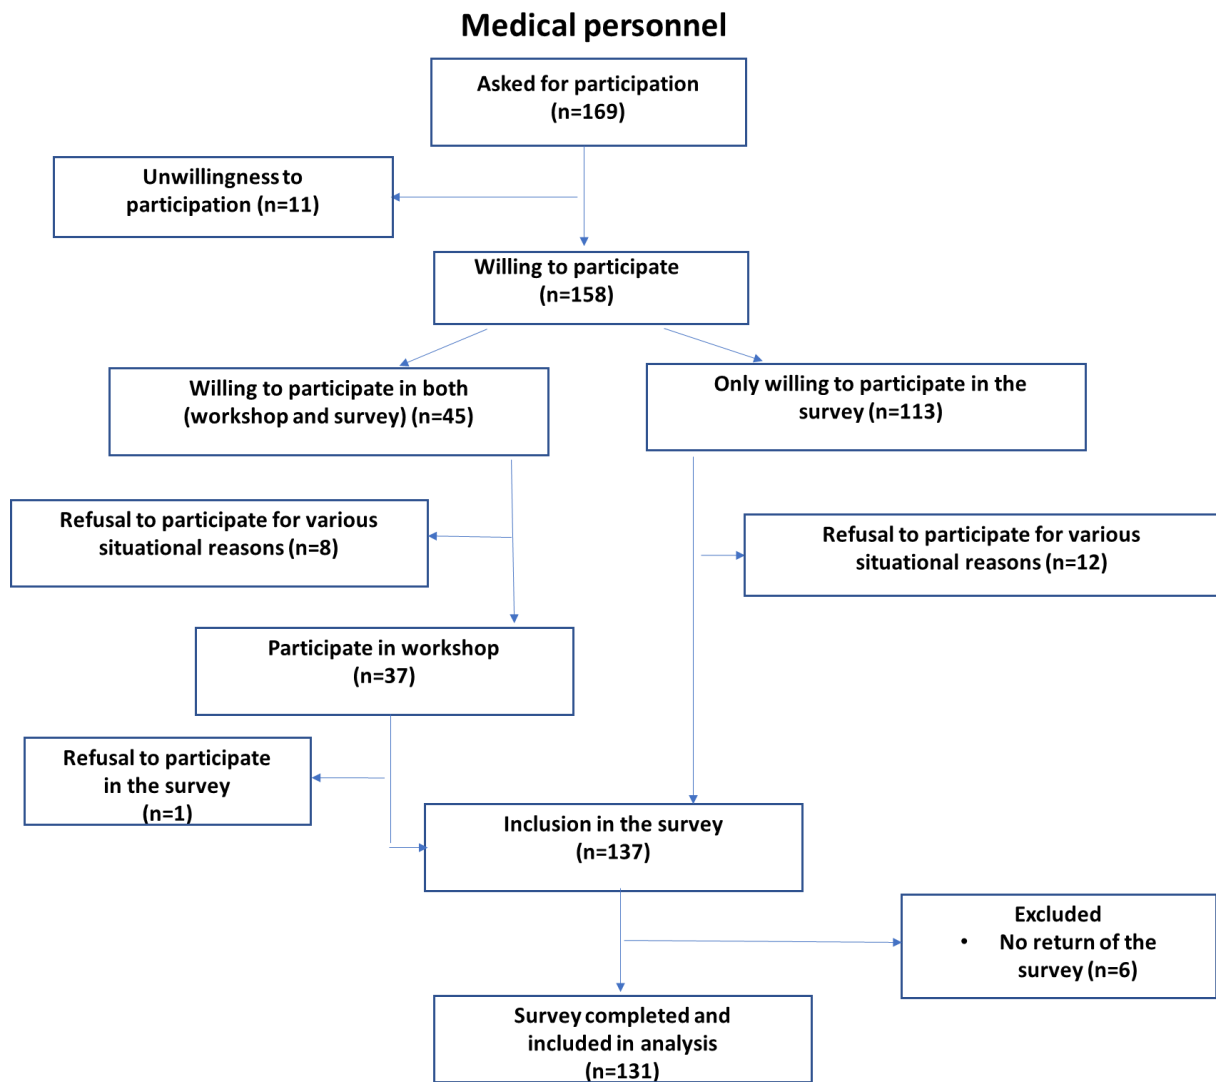 Medical personnel
Asked for participation
(n=169)
Unwillingness to
participation (n=11)
Willing to participate
(n=158)
Willing to participate in both
(workshop and survey) (n=45)
Only willing to participate in the
survey (n=113)
Refusal to participate for various
situational reasons (n=8)
Refusal to participate for various
situational reasons (n=12)
Participate in workshop
(n=37)
Refusal to participate
in the survey
(n=1)
Inclusion in the survey
(n=137)
Excluded
• No return of the
survey (n=6)
Survey completed and
included in analysis
(n=131)